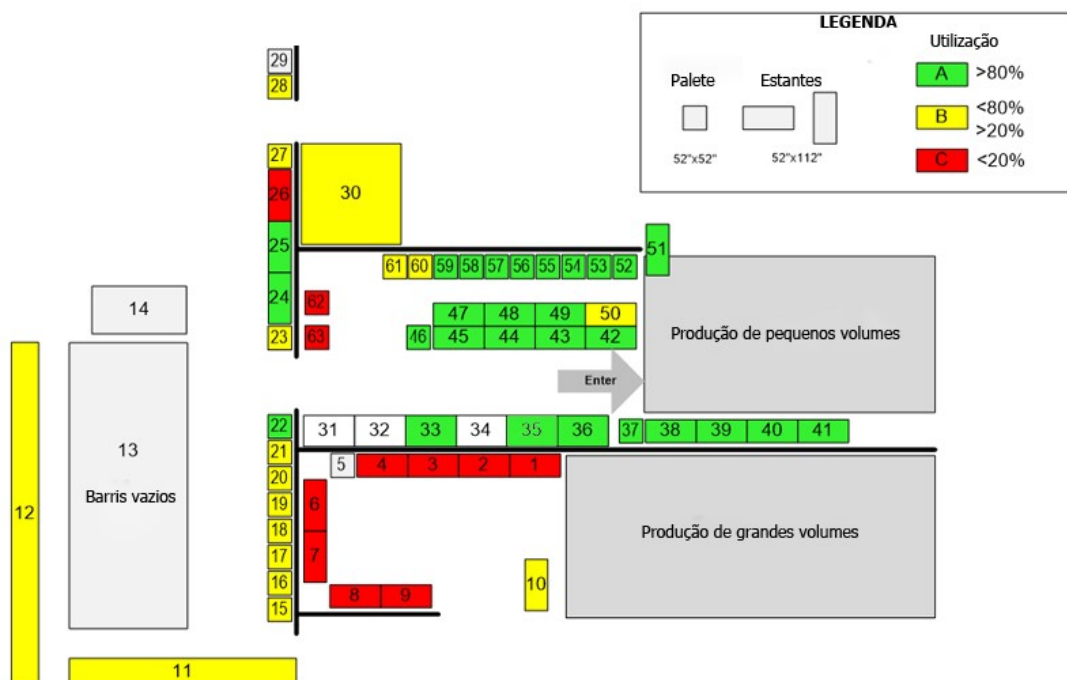 LEGENDA
Utilização
Palete
Estantes
A >80%
B <80%
>20%
C <20%
52"x52"
52"x112"
29
28
27
26
25
24
23
30
61 60 59 58 57 56 55 54 53 52
51
62
63
47 48 49 50
46 45 44 43 42
Enter
Produção de pequenos volumes
14
13
Barris vazios
12
11
22
21
20
19
18
17
16
15
31 32 33 34 35 36 37 38 39 40 41
5 4 3 2 1
6
7
8 9
10
Produção de grandes volumes